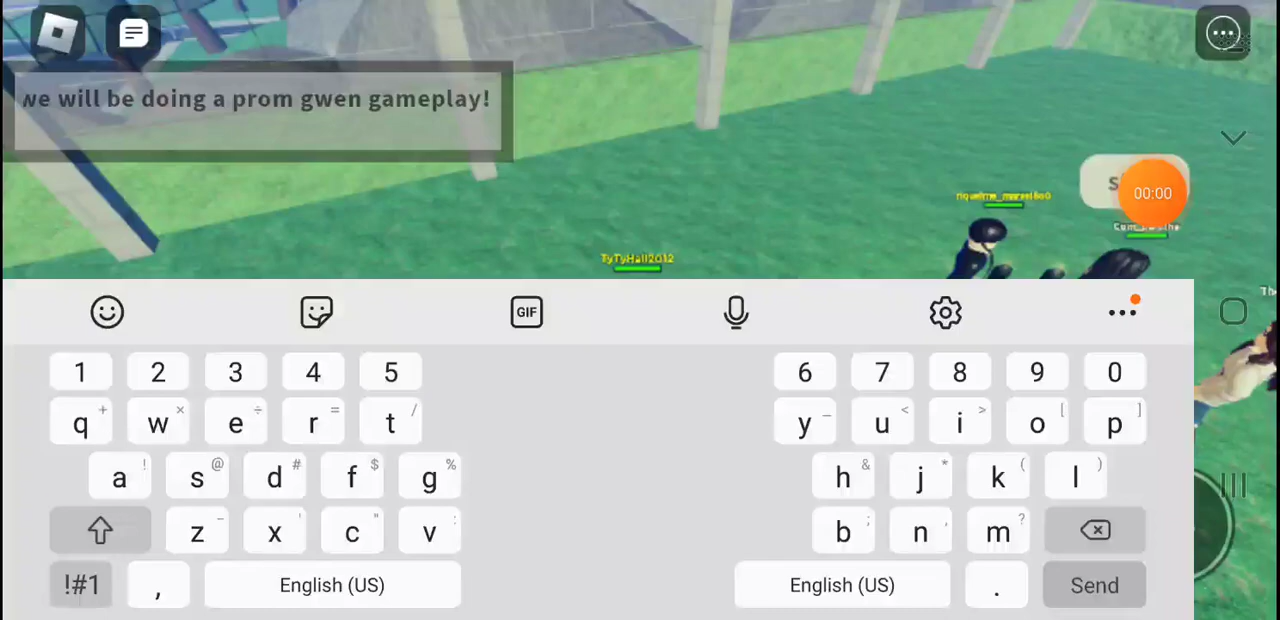 we will be doing a prom gwen gameplay!
00:00
TyTyHall2012
GIF
1 2 3 4 5 6 7 8 9 0
q + w × e ÷ r = t / y _ u < i > o [ p ]
a ! s @ d # f $ g % h & j * k ( l )
z - x ' c " v : b ; n , m ?
!#1 , English (US) English (US) . Send